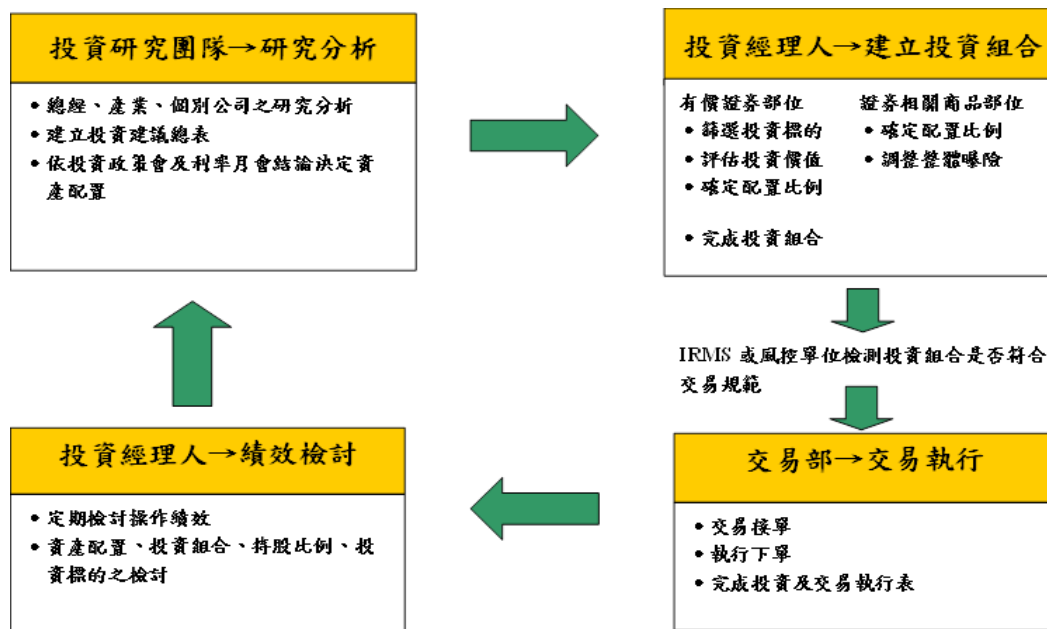 投資研究團隊→研究分析
• 總經、產業、個別公司之研究分析
• 建立投資建議總表
• 依投資政策會及利率月會結論決定資
產配置
投資經理人→建立投資組合
有價證券部位
• 篩選投資標的
• 評估投資價值
• 確定配置比例
• 完成投資組合
證券相關商品部位
• 確定配置比例
• 調整整體曝險
IRMS 或風控單位檢測投資組合是否符合
交易規範
交易部→交易執行
• 交易接單
• 執行下單
• 完成投資及交易執行表
投資經理人→績效檢討
• 定期檢討操作績效
• 資產配置、投資組合、持股比例、投
資標的之檢討